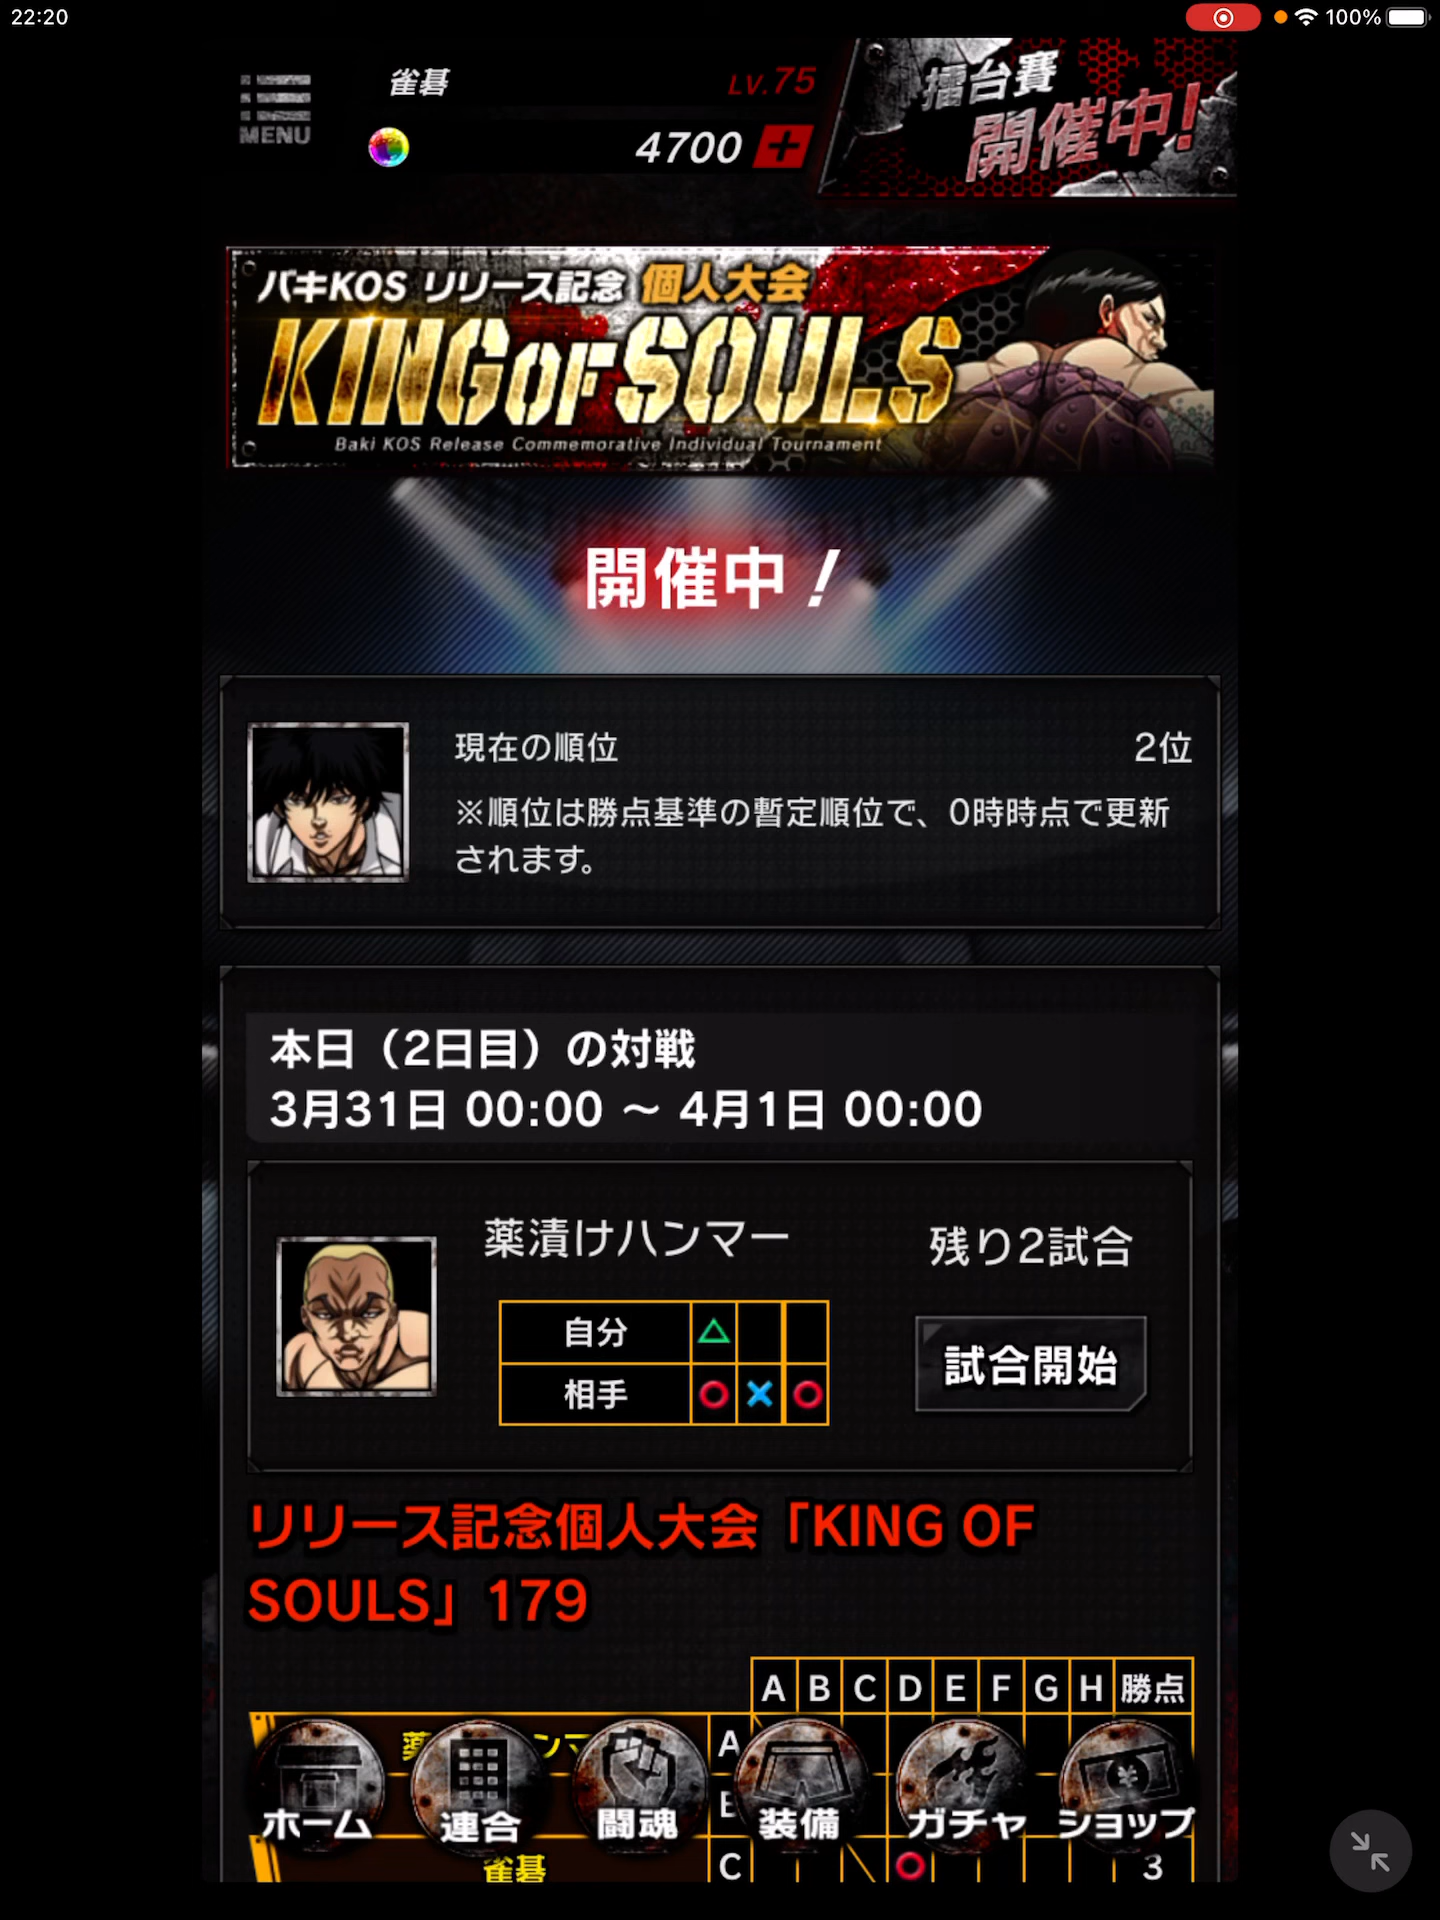 22:20
100%
MENU
雀碁
LV.75
4700
擂台賽
開催中!
バキKOS リリース記念 個人大会
KING OF SOULS
Baki KOS Release Commemorative Individual Tournament
開催中!
現在の順位 2位
※順位は勝点基準の暫定順位で、0時時点で更新
されます。
本日（2日目）の対戦
3月31日 00:00 〜 4月1日 00:00
薬漬けハンマー
残り2試合
自分 △
相手 ○ × ○
試合開始
リリース記念個人大会「KING OF
SOULS」179
A B C D E F G H 勝点
A
ホーム 連合 闘魂 装備 ガチャ ショップ
雀碁 C ○ 3